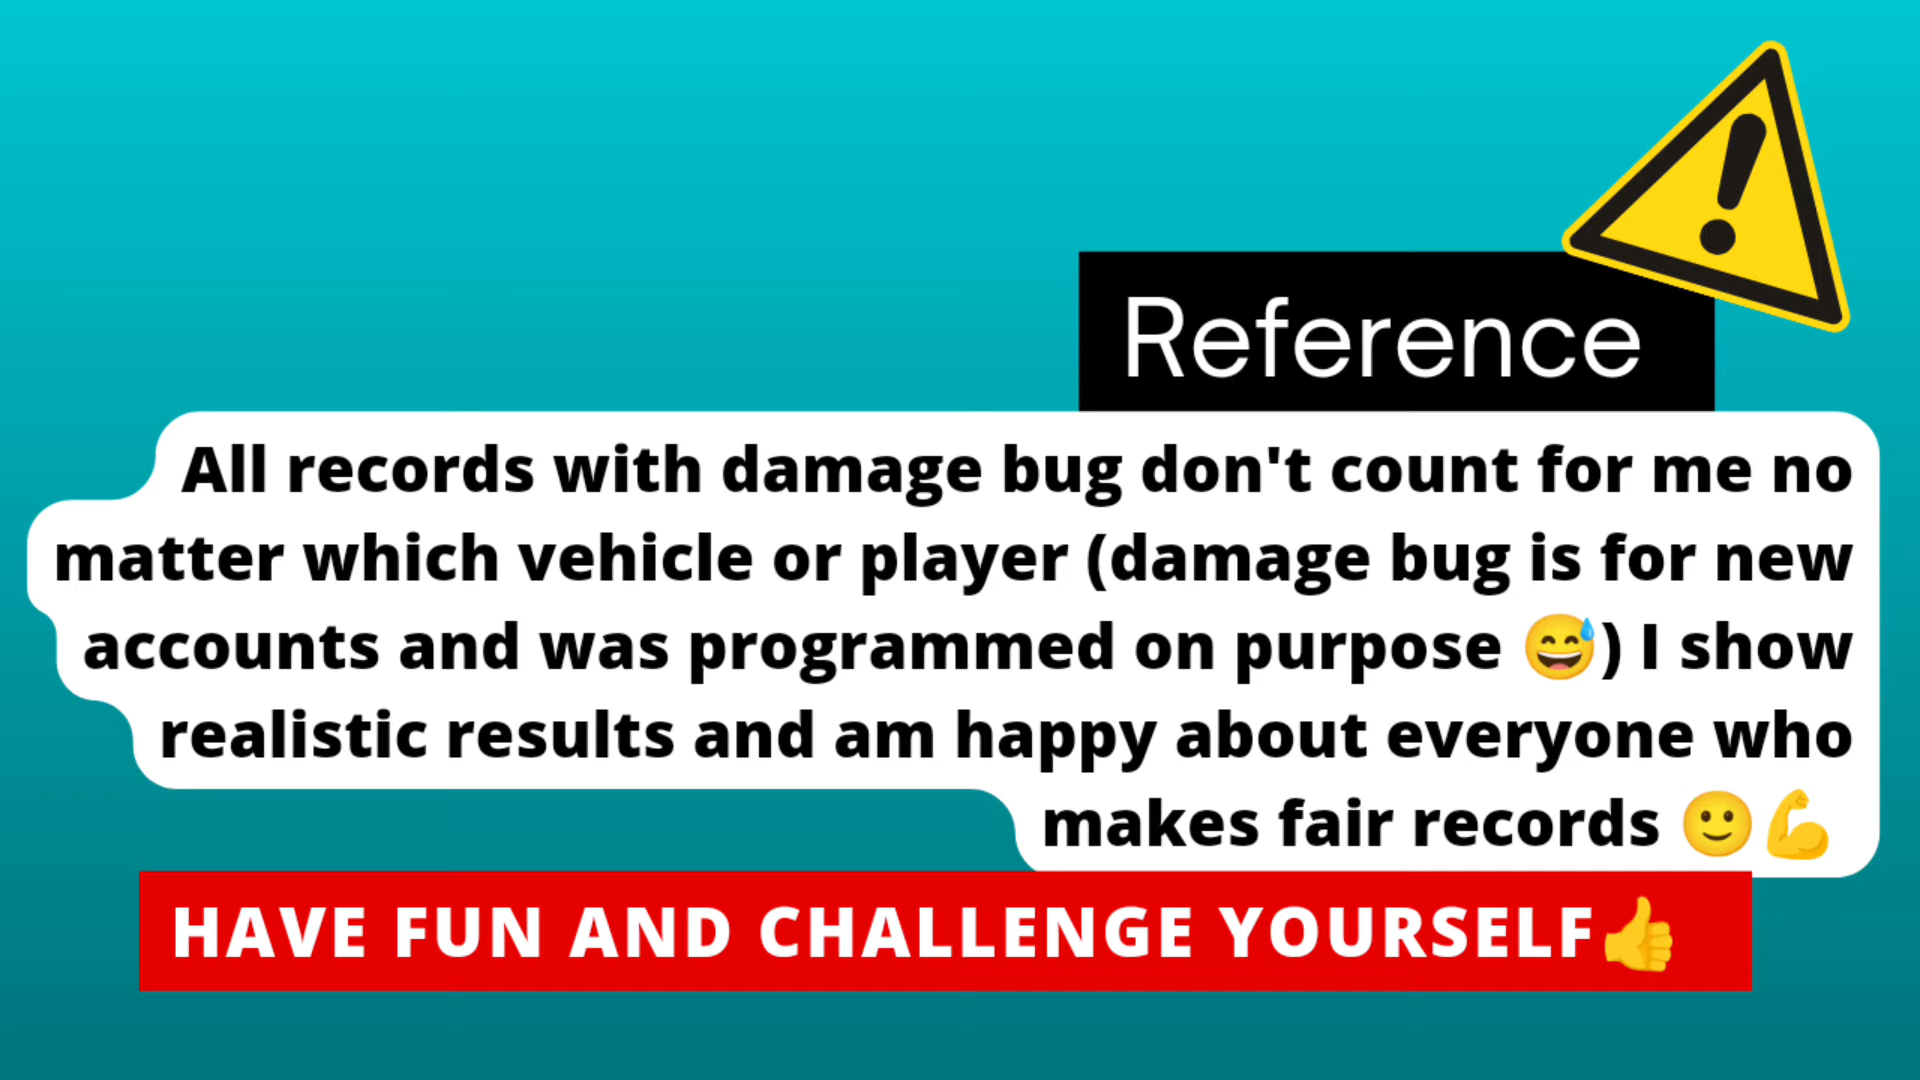 Reference
All records with damage bug don't count for me no
matter which vehicle or player (damage bug is for new
accounts and was programmed on purpose 😅) I show
realistic results and am happy about everyone who
makes fair records 🙂💪
HAVE FUN AND CHALLENGE YOURSELF👍